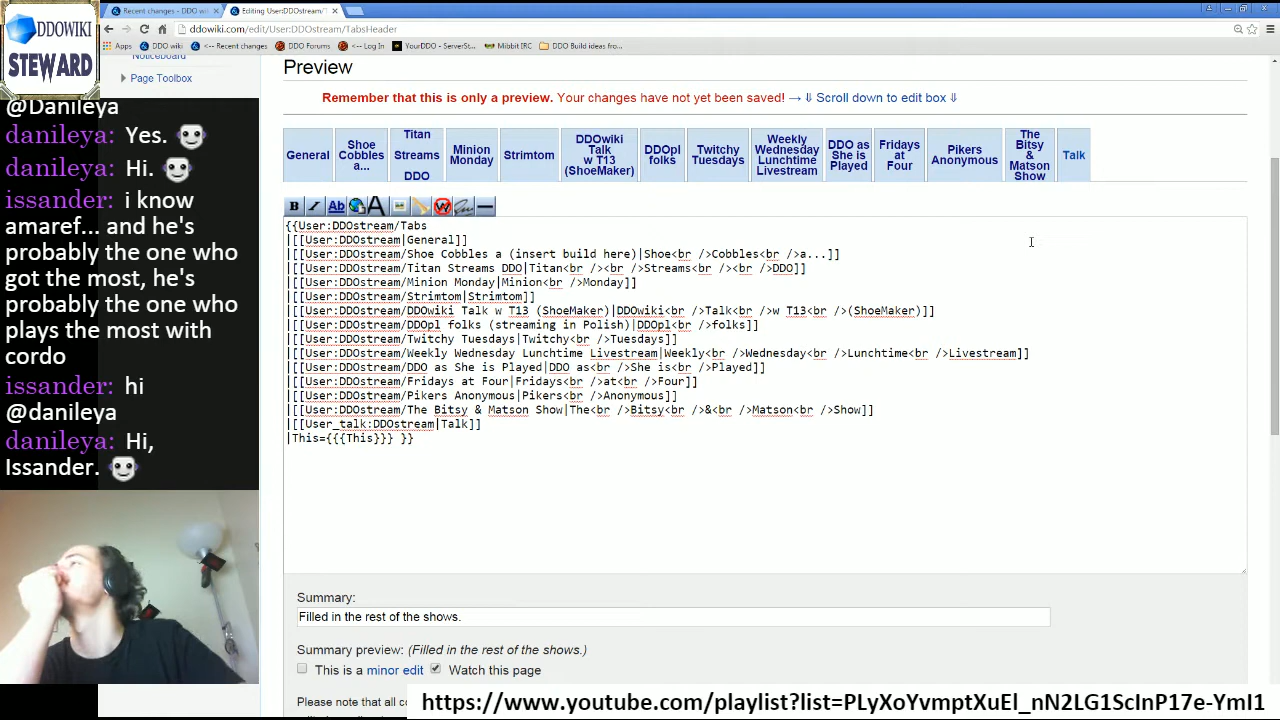 DDOWIKI
STEWARD
@Danileya
danileya: Yes.
danileya: Hi.
issander: i know
amaref... and he's
probably the one who
got the most, he's
probably the one who
plays the most with
cordo
issander: hi
@danileya
danileya: Hi,
Issander.
Recent changes - DDO wi
Editing User:DDOstream/T
ddowiki.com/edit/User:DDOstream/TabsHeader
Apps
DDO wiki
<-- Recent changes
DDO Forums
<-- Log In
YourDDO - ServerSt...
Mibbit IRC
DDO Build ideas fro...
Noticeboard
Page Toolbox
Preview
Remember that this is only a preview. Your changes have not yet been saved! → ⇓ Scroll down to edit box ⇓
General
Shoe
Cobbles
a...
Titan
Streams
DDO
Minion
Monday
Strimtom
DDOwiki
Talk
w T13
(ShoeMaker)
DDOpl
folks
Twitchy
Tuesdays
Weekly
Wednesday
Lunchtime
Livestream
DDO as
She is
Played
Fridays
at
Four
Pikers
Anonymous
The
Bitsy
&
Matson
Show
Talk
B I Ab A W
{{User:DDOstream/Tabs
|[[User:DDOstream|General]]
|[[User:DDOstream/Shoe Cobbles a (insert build here)|Shoe<br />Cobbles<br />a...]]
|[[User:DDOstream/Titan Streams DDO|Titan<br /><br />Streams<br /><br />DDO]]
|[[User:DDOstream/Minion Monday|Minion<br />Monday]]
|[[User:DDOstream/Strimtom|Strimtom]]
|[[User:DDOstream/DDOwiki Talk w T13 (ShoeMaker)|DDOwiki<br />Talk<br />w T13<br />(ShoeMaker)]]
|[[User:DDOstream/DDOpl folks (streaming in Polish)|DDOpl<br />folks]]
|[[User:DDOstream/Twitchy Tuesdays|Twitchy<br />Tuesdays]]
|[[User:DDOstream/Weekly Wednesday Lunchtime Livestream|Weekly<br />Wednesday<br />Lunchtime<br />Livestream]]
|[[User:DDOstream/DDO as She is Played|DDO as<br />She is<br />Played]]
|[[User:DDOstream/Fridays at Four|Fridays<br />at<br />Four]]
|[[User:DDOstream/Pikers Anonymous|Pikers<br />Anonymous]]
|[[User:DDOstream/The Bitsy & Matson Show|The<br />Bitsy<br />&<br />Matson<br />Show]]
|[[User_talk:DDOstream|Talk]]
|This={{{This}}} }}
Summary:
Filled in the rest of the shows.
Summary preview: (Filled in the rest of the shows.)
This is a minor edit
Watch this page
Please note that all co
https://www.youtube.com/playlist?list=PLyXoYvmptXuEl_nN2LG1ScInP17e-YmI1